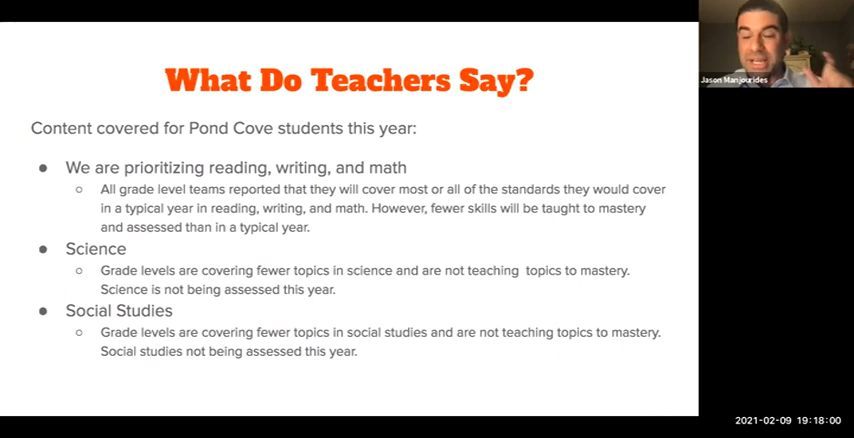 What Do Teachers Say?
Jason Manjourides
Content covered for Pond Cove students this year:
● We are prioritizing reading, writing, and math
○ All grade level teams reported that they will cover most or all of the standards they would cover
in a typical year in reading, writing, and math. However, fewer skills will be taught to mastery
and assessed than in a typical year.
● Science
○ Grade levels are covering fewer topics in science and are not teaching topics to mastery.
Science is not being assessed this year.
● Social Studies
○ Grade levels are covering fewer topics in social studies and are not teaching topics to mastery.
Social studies not being assessed this year.
2021-02-09 19:18:00